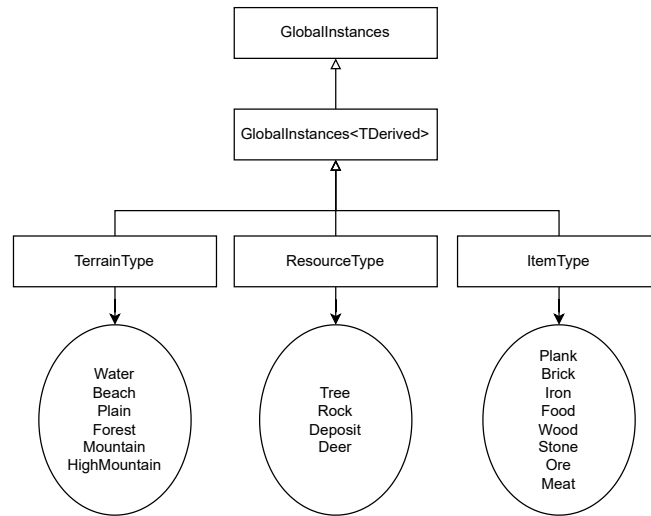 GlobalInstances
GlobalInstances<TDerived>
TerrainType
ResourceType
ItemType
Water
Beach
Plain
Forest
Mountain
HighMountain
Tree
Rock
Deposit
Deer
Plank
Brick
Iron
Food
Wood
Stone
Ore
Meat